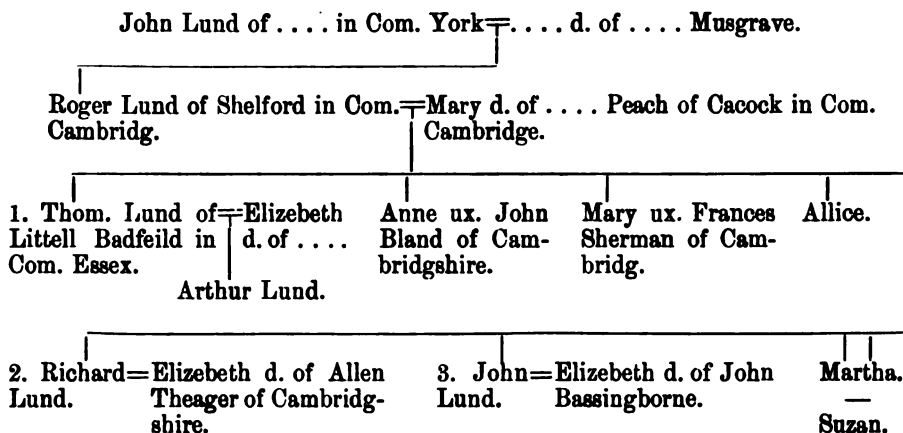 John Lund of .... in Com. York=.... d. of .... Musgrave.
Roger Lund of Shelford in Com.=Mary d. of .... Peach of Cacock in Com.
Cambridg. Cambridge.
1. Thom. Lund of=Elizebeth Anne ux. John Mary ux. Frances Allice.
Littell Badfeild in d. of .... Bland of Cam- Sherman of Cam-
Com. Essex. bridgshire. bridg.
Arthur Lund.
2. Richard=Elizebeth d. of Allen 3. John=Elizebeth d. of John Martha.
Lund. Theager of Cambridg- Lund. Bassingborne. —
shire. Suzan.